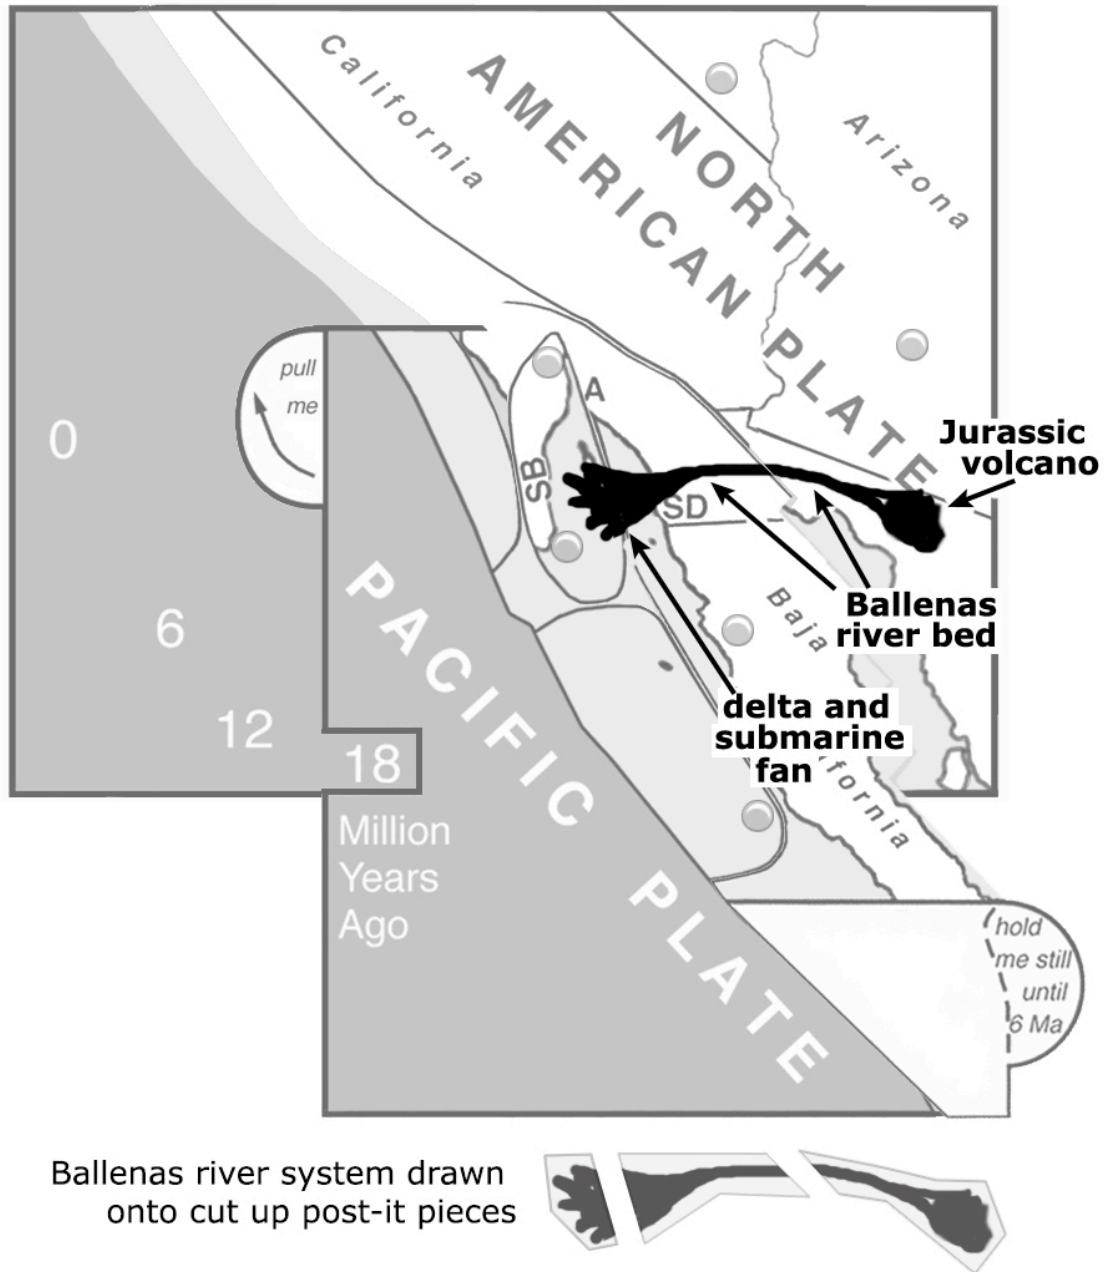 California
AMERICAN
NORTH
PLATE
Arizona
pull
me
0
A
SB
SD
Jurassic
volcano
Ballenas
river bed
Baja
delta and
submarine
fan
fornia
6
12
18
Million
Years
Ago
PACIFIC
PLATE
hold
me still
until
6 Ma
Ballenas river system drawn
onto cut up post-it pieces